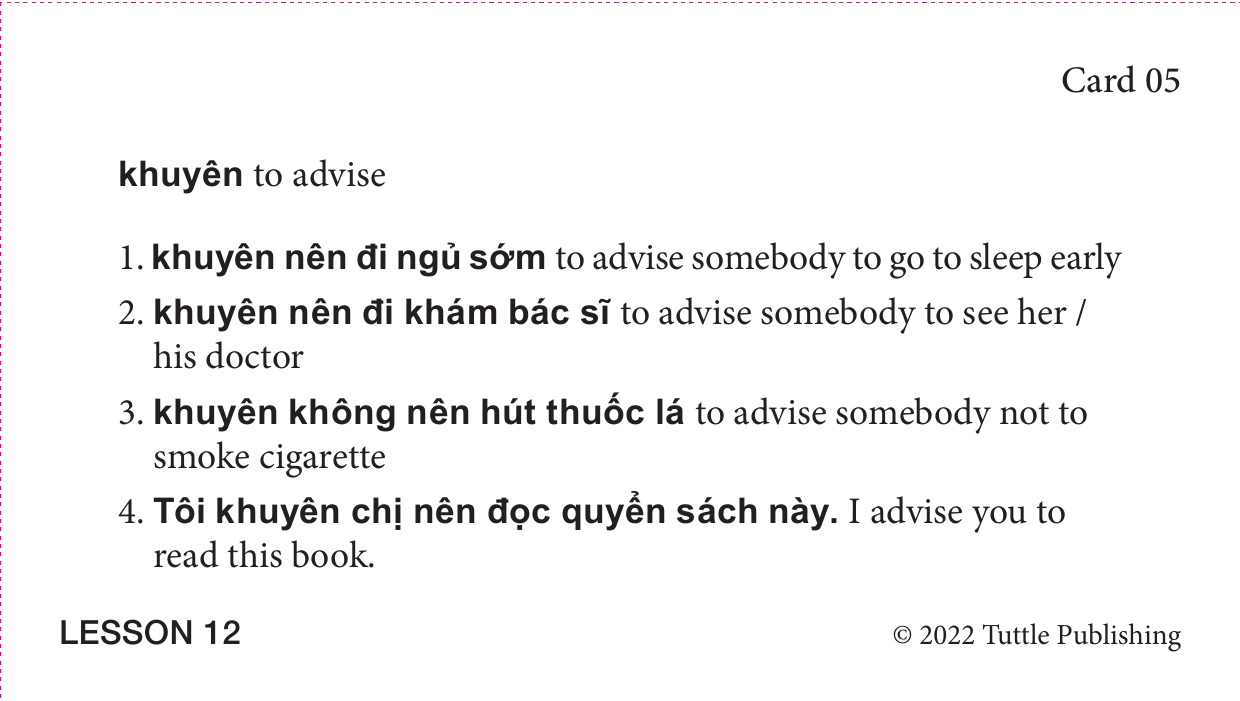 Card 05
khuyên to advise
1. khuyên nên đi ngủ sớm to advise somebody to go to sleep early
2. khuyên nên đi khám bác sĩ to advise somebody to see her /
his doctor
3. khuyên không nên hút thuốc lá to advise somebody not to
smoke cigarette
4. Tôi khuyên chị nên đọc quyển sách này. I advise you to
read this book.
LESSON 12
© 2022 Tuttle Publishing